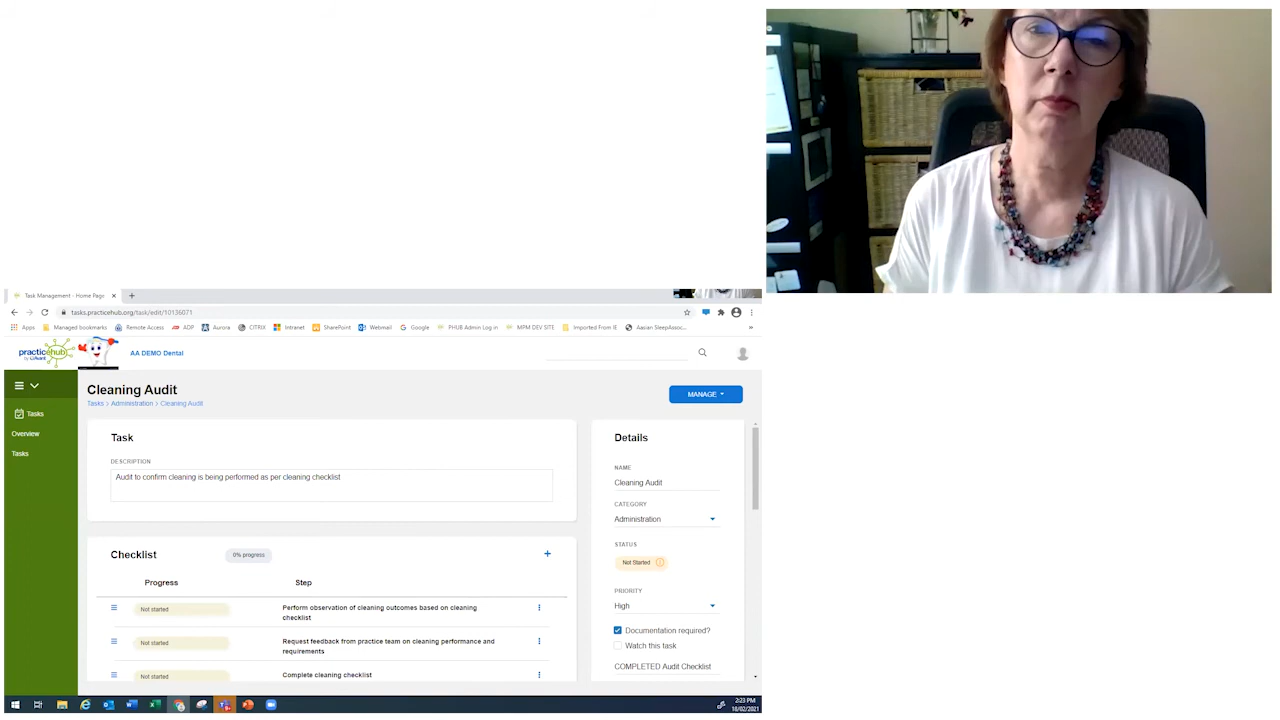 Task Management - Home Page
tasks.practicehub.org/task/edit/10136071
Apps Managed bookmarks Remote Access ADP Aurora CITRIX Intranet SharePoint Webmail Google PHUB Admin Log in MPM DEV SITE Imported From IE Aasian SleepAssoc...
practicehub
AA DEMO Dental
Cleaning Audit
MANAGE
Tasks > Administration > Cleaning Audit
Tasks
Overview
Tasks
Task
DESCRIPTION
Audit to confirm cleaning is being performed as per cleaning checklist
Checklist
0% progress
Progress Step
Not started
Perform observation of cleaning outcomes based on cleaning
checklist
Not started
Request feedback from practice team on cleaning performance and
requirements
Not started
Complete cleaning checklist
Details
NAME
Cleaning Audit
CATEGORY
Administration
STATUS
Not Started
PRIORITY
High
Documentation required?
Watch this task
COMPLETED Audit Checklist
2:23 PM
18/02/2021